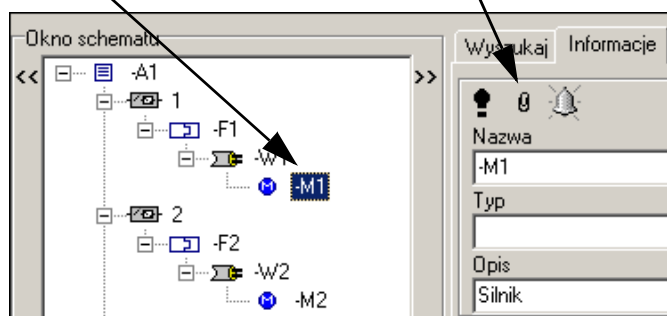 Okno schematu
<<
>>
-A1
1
-F1
-W1
-M1
2
-F2
-W2
-M2
Wyszukaj
Informacje
Nazwa
-M1
Typ
Opis
Silnik